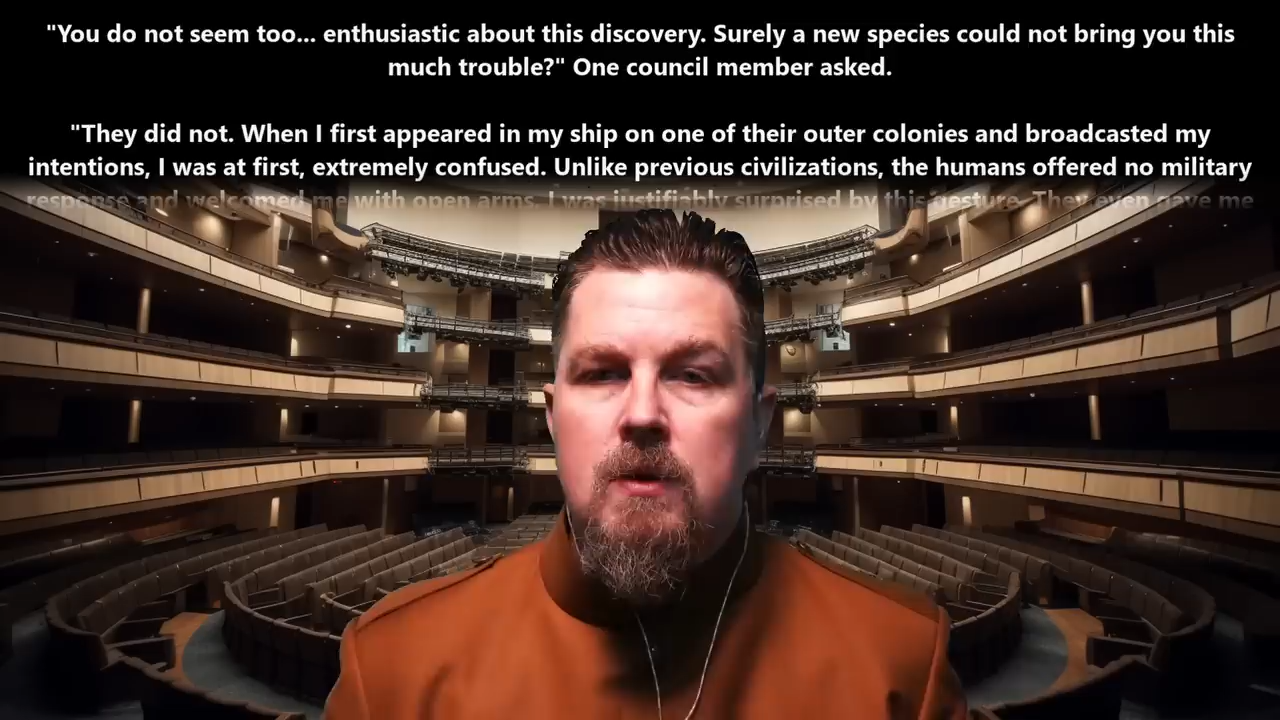 "You do not seem too... enthusiastic about this discovery. Surely a new species could not bring you this
much trouble?" One council member asked.
"They did not. When I first appeared in my ship on one of their outer colonies and broadcasted my
intentions, I was at first, extremely confused. Unlike previous civilizations, the humans offered no military
response and welcomed me with open arms. I was justifiably surprised by this gesture. They even gave me